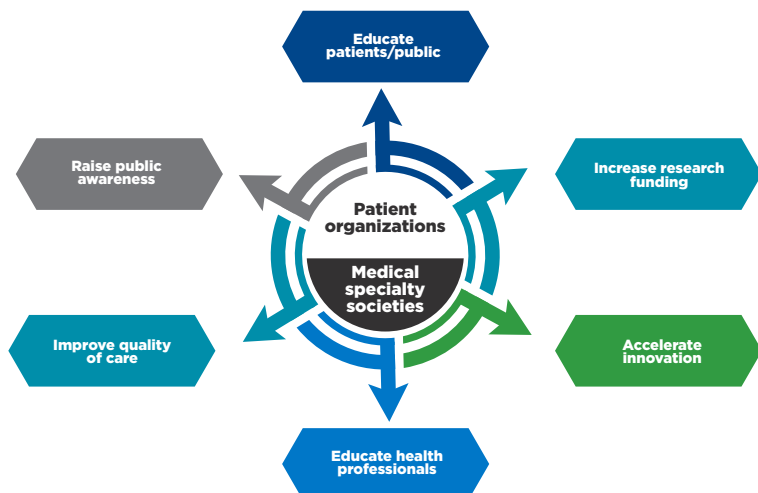 Educate
patients/public
Raise public
awareness
Increase research
funding
Patient
organizations
Medical
specialty
societies
Improve quality
of care
Accelerate
innovation
Educate health
professionals